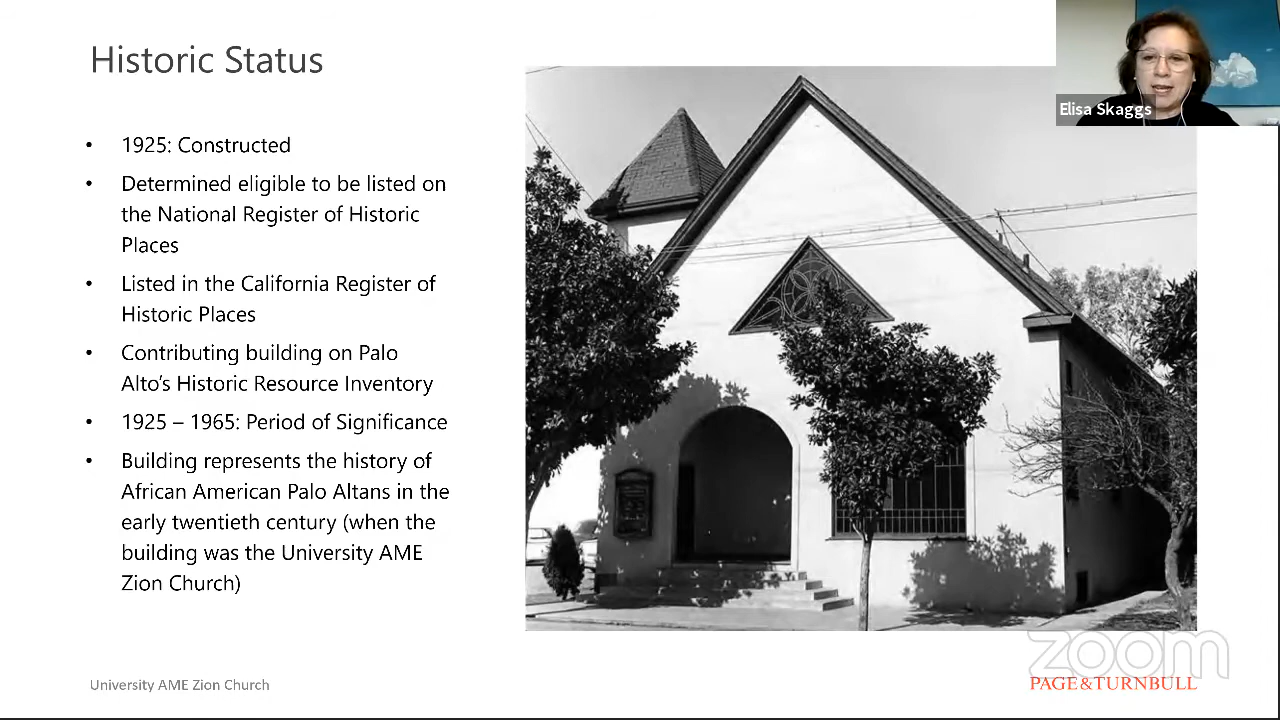 Historic Status
Elisa Skaggs
• 1925: Constructed
• Determined eligible to be listed on
the National Register of Historic
Places
• Listed in the California Register of
Historic Places
• Contributing building on Palo
Alto’s Historic Resource Inventory
• 1925 – 1965: Period of Significance
• Building represents the history of
African American Palo Altans in the
early twentieth century (when the
building was the University AME
Zion Church)
zoom
University AME Zion Church
PAGE&TURNBULL